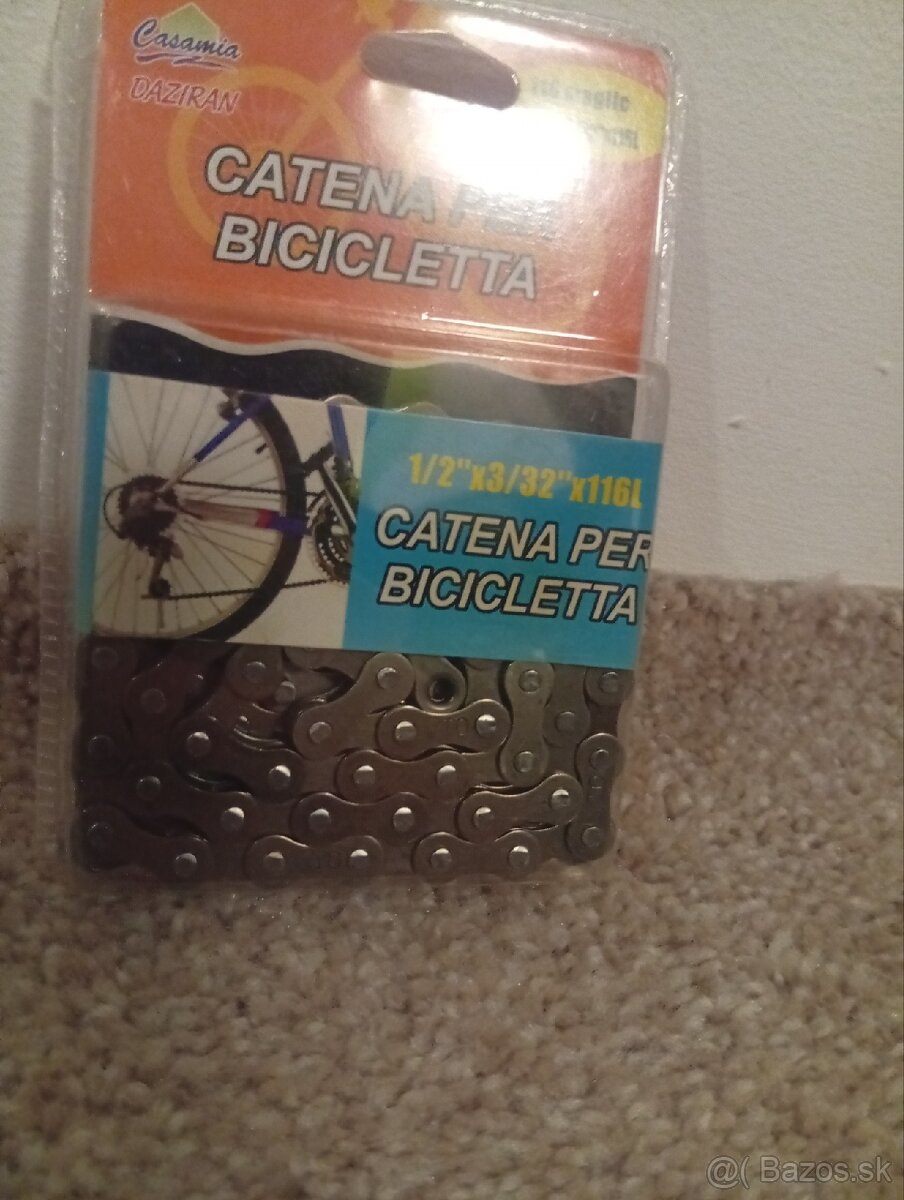 Casamia
DAZIRAN
CATENA PER
BICICLETTA
1/2"x3/32"x116L
CATENA PER
BICICLETTA
@( Bazos.sk